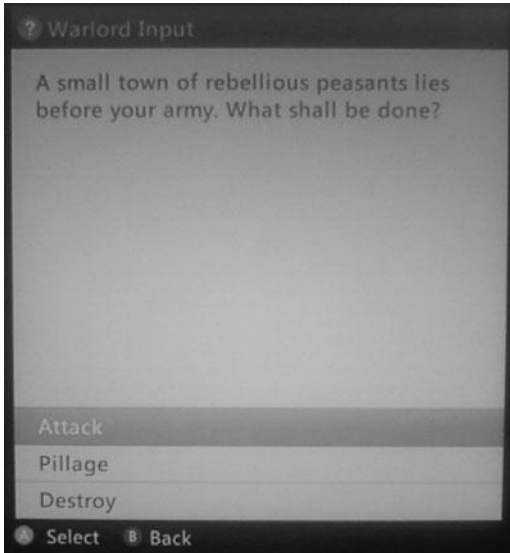 ? Warlord Input
A small town of rebellious peasants lies
before your army. What shall be done?
Attack
Pillage
Destroy
A Select B Back